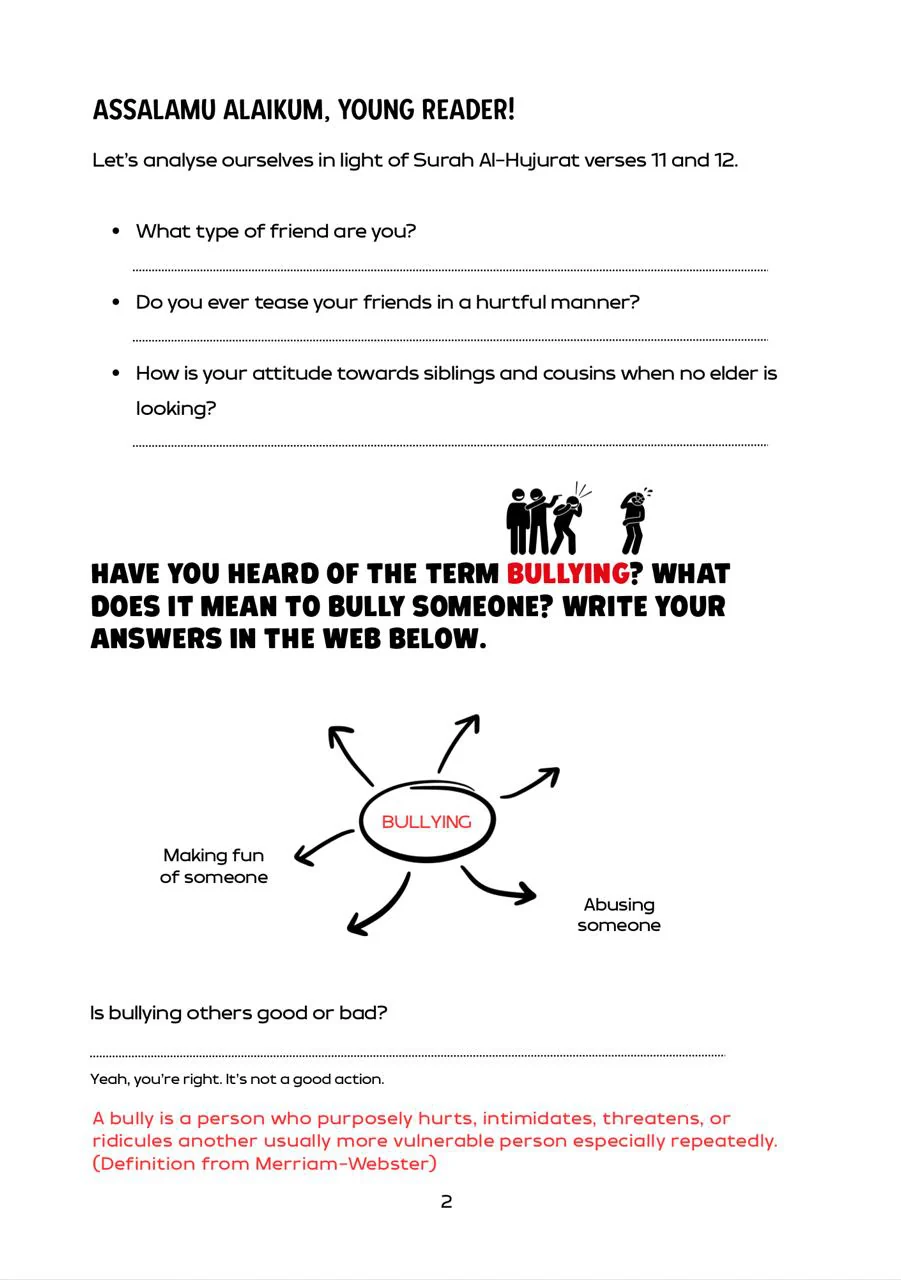 ASSALAMU ALAIKUM, YOUNG READER!
Let's analyse ourselves in light of Surah Al-Hujurat verses 11 and 12.
• What type of friend are you?
• Do you ever tease your friends in a hurtful manner?
• How is your attitude towards siblings and cousins when no elder is
looking?
HAVE YOU HEARD OF THE TERM BULLYING? WHAT
DOES IT MEAN TO BULLY SOMEONE? WRITE YOUR
ANSWERS IN THE WEB BELOW.
BULLYING
Making fun
of someone
Abusing
someone
Is bullying others good or bad?
Yeah, you're right. It's not a good action.
A bully is a person who purposely hurts, intimidates, threatens, or
ridicules another usually more vulnerable person especially repeatedly.
(Definition from Merriam-Webster)
2